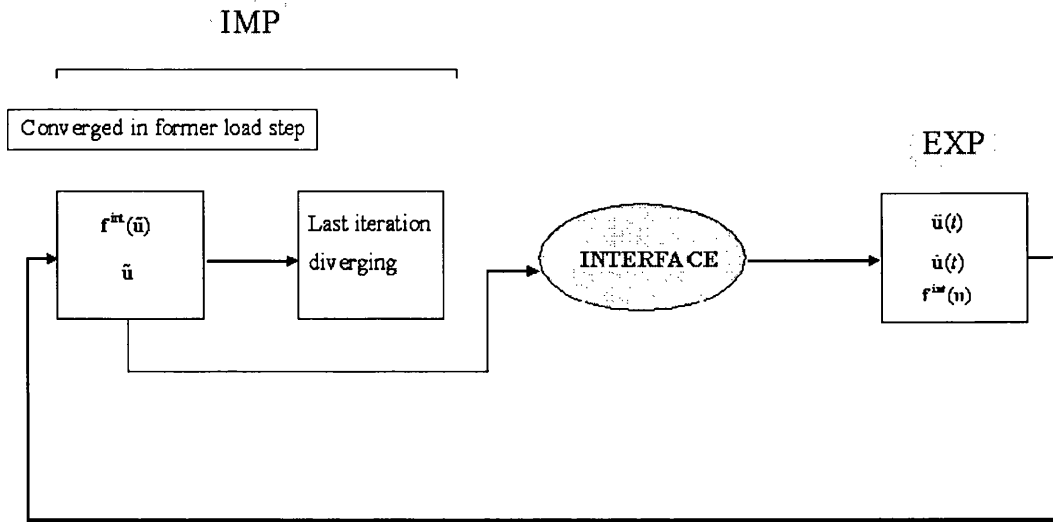 IMP
Converged in former load step
EXP
f^int(ũ)
ũ
Last iteration
diverging
INTERFACE
ü(t)
u̇(t)
f^int(u)